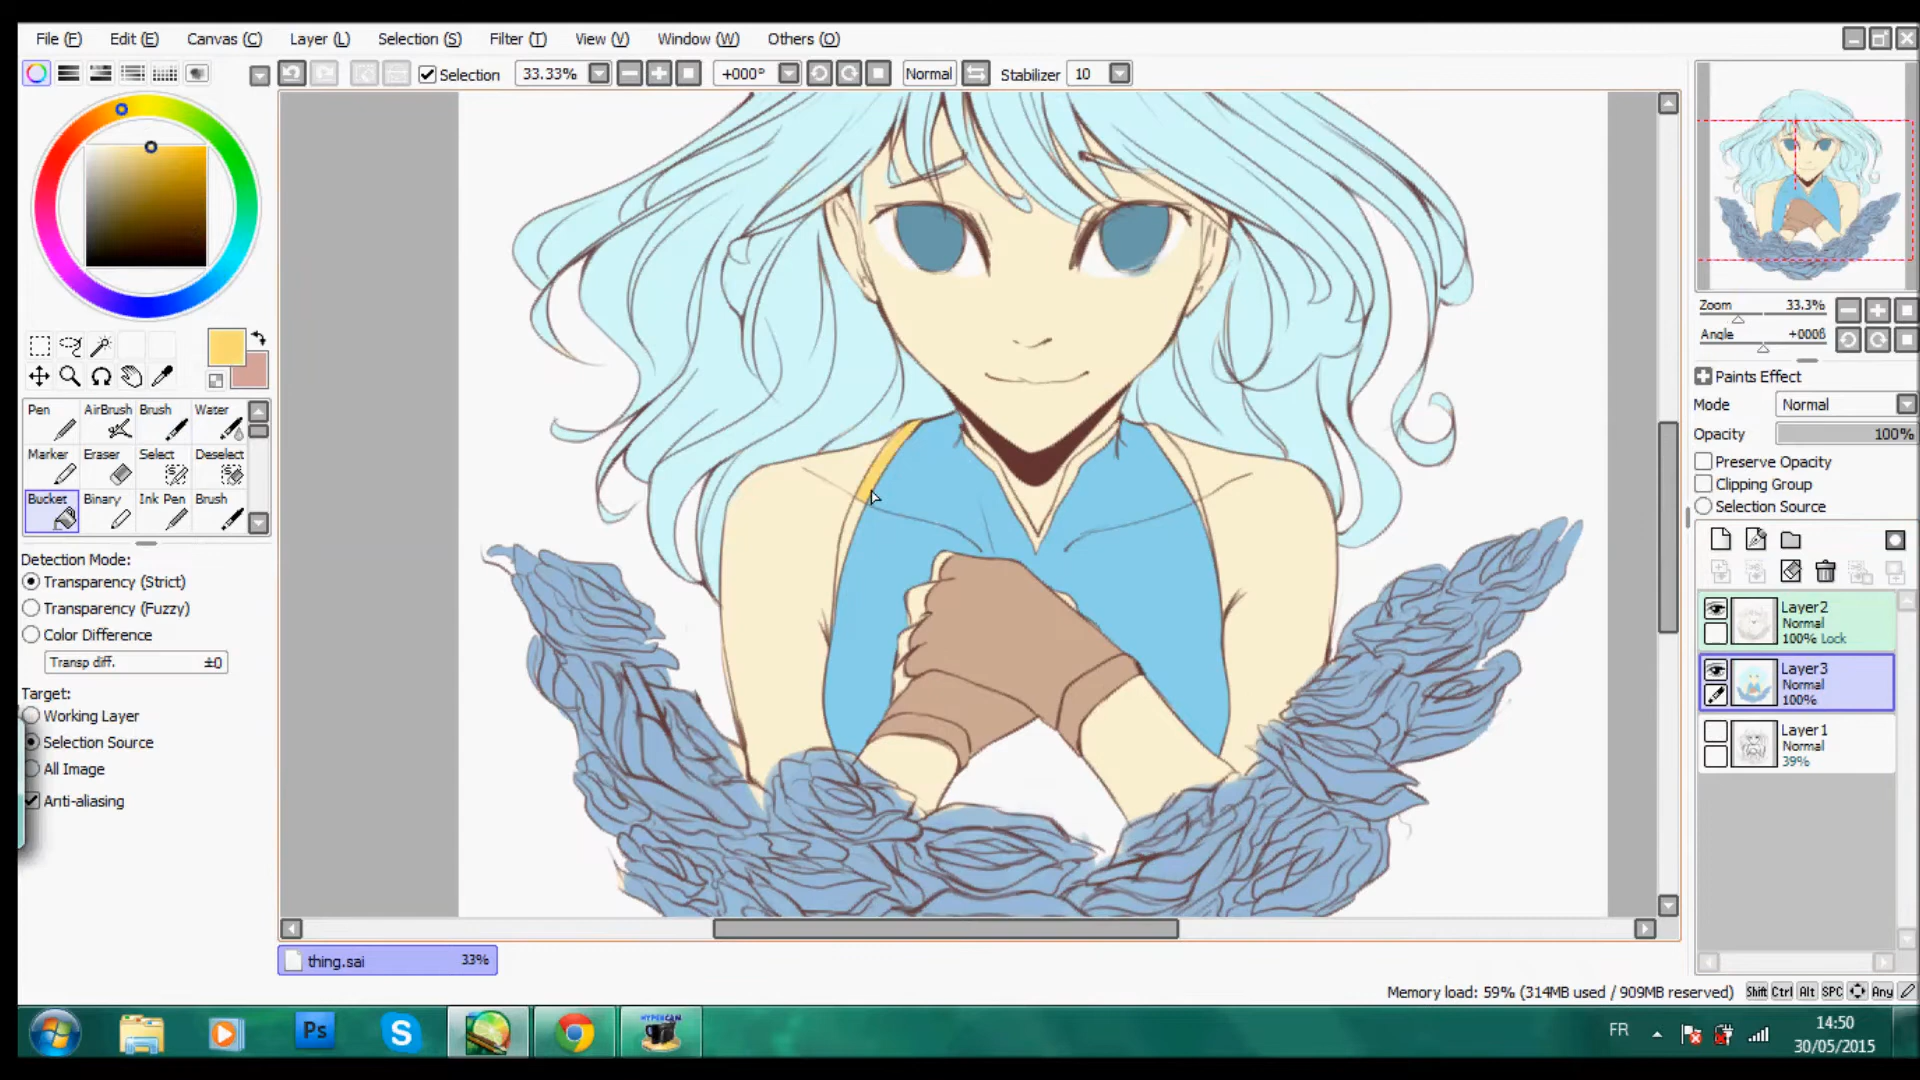 File (F) Edit (E) Canvas (C) Layer (L) Selection (S) Filter (T) View (V) Window (W) Others (O)
Selection 33.33% +000° Normal Stabilizer 10
Zoom 33.3%
Angle +000ß
Paints Effect
Mode Normal
Opacity 100%
Preserve Opacity
Clipping Group
Selection Source
Pen AirBrush Brush Water
Marker Eraser Select Deselect
Bucket Binary Ink Pen Brush
Detection Mode:
Transparency (Strict)
Transparency (Fuzzy)
Color Difference
Transp diff. ±0
Target:
Working Layer
Selection Source
All Image
Anti-aliasing
Layer2
Normal
100% Lock
Layer3
Normal
100%
Layer1
Normal
39%
thing.sai 33%
Memory load: 59% (314MB used / 909MB reserved) Shift Ctrl Alt SPC Any
Ps
S
HYPERCAM
FR
14:50
30/05/2015